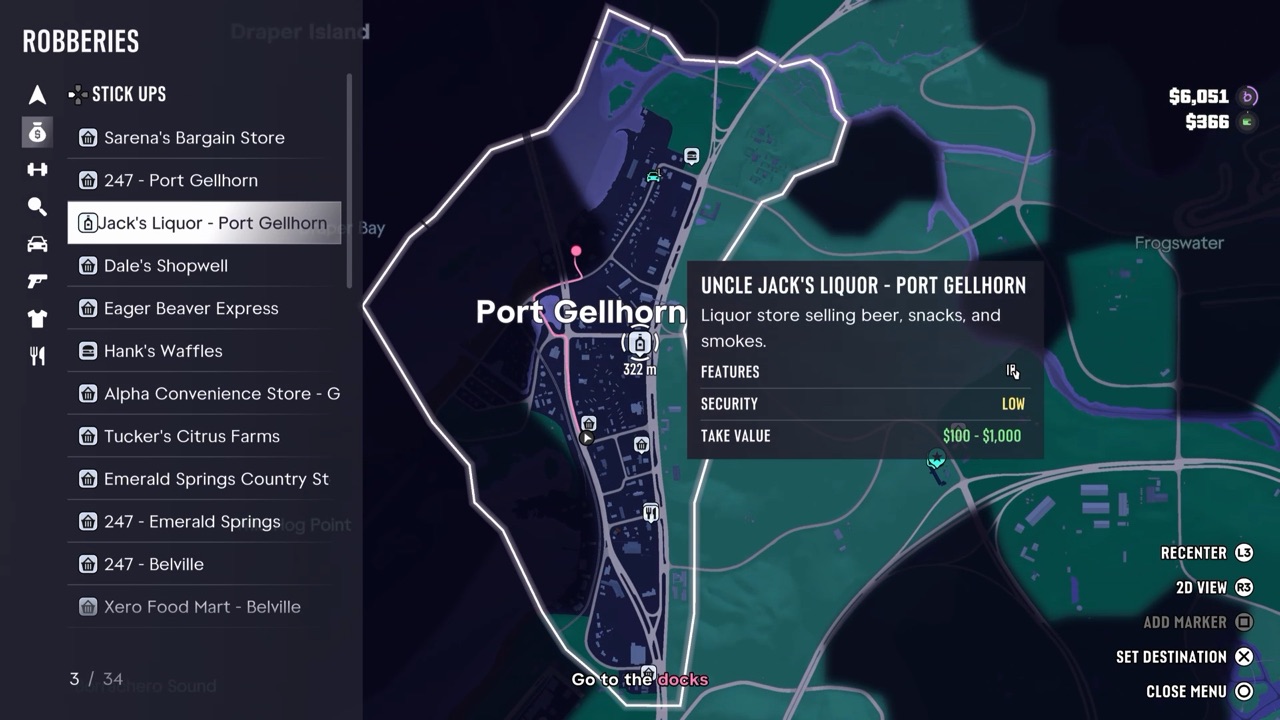 ROBBERIES
Draper Island
STICK UPS
Sarena's Bargain Store
247 - Port Gellhorn
Jack's Liquor - Port Gellhorn
Dale's Shopwell
Eager Beaver Express
Hank's Waffles
Alpha Convenience Store - G
Tucker's Citrus Farms
Emerald Springs Country St
247 - Emerald Springs
247 - Belville
Xero Food Mart - Belville
3 / 34
Bay
Point
Sound
Port Gellhorn
322 m
UNCLE JACK'S LIQUOR - PORT GELLHORN
Liquor store selling beer, snacks, and
smokes.
FEATURES
SECURITY LOW
TAKE VALUE $100 - $1,000
Go to the docks
$6,051
$366
Frogswater
RECENTER L3
2D VIEW R3
ADD MARKER
SET DESTINATION
CLOSE MENU